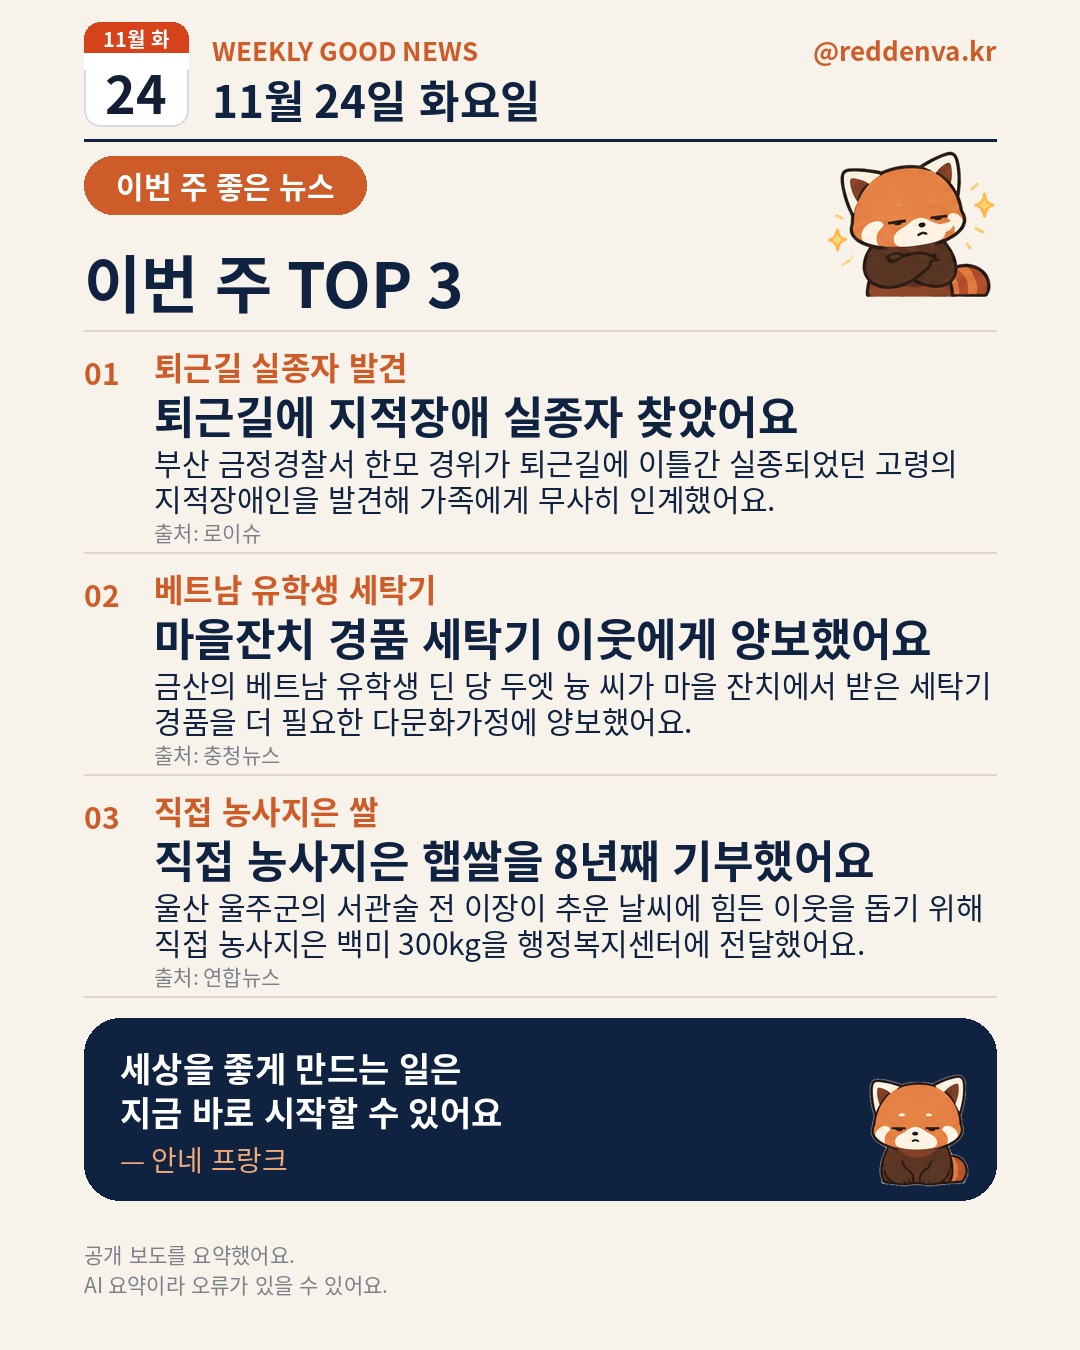 11월 화
24
WEEKLY GOOD NEWS
11월 24일 화요일
@reddenva.kr
이번 주 좋은 뉴스
이번 주 TOP 3
01
퇴근길 실종자 발견
퇴근길에 지적장애 실종자 찾았어요
부산 금정경찰서 한모 경위가 퇴근길에 이틀간 실종되었던 고령의
지적장애인을 발견해 가족에게 무사히 인계했어요.
출처: 로이슈
02
베트남 유학생 세탁기
마을잔치 경품 세탁기 이웃에게 양보했어요
금산의 베트남 유학생 딘 당 두엣 늉 씨가 마을 잔치에서 받은 세탁기
경품을 더 필요한 다문화가정에 양보했어요.
출처: 충청뉴스
03
직접 농사지은 쌀
직접 농사지은 햅쌀을 8년째 기부했어요
울산 울주군의 서관술 전 이장이 추운 날씨에 힘든 이웃을 돕기 위해
직접 농사지은 백미 300kg을 행정복지센터에 전달했어요.
출처: 연합뉴스
세상을 좋게 만드는 일은
지금 바로 시작할 수 있어요
— 안네 프랑크
공개 보도를 요약했어요.
AI 요약이라 오류가 있을 수 있어요.